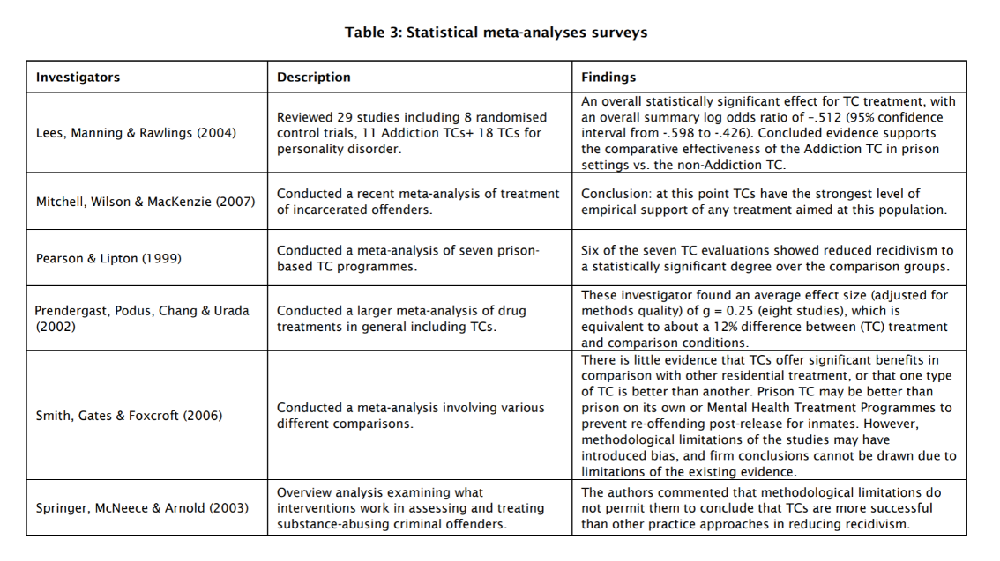 Table 3: Statistical meta-analyses surveys
Investigators
Description
Findings
Lees, Manning & Rawlings (2004)
Reviewed 29 studies including 8 randomised
control trials, 11 Addiction TCs+ 18 TCs for
personality disorder.
An overall statistically significant effect for TC treatment, with
an overall summary log odds ratio of –.512 (95% confidence
interval from -.598 to -.426). Concluded evidence supports
the comparative effectiveness of the Addiction TC in prison
settings vs. the non-Addiction TC.
Mitchell, Wilson & MacKenzie (2007)
Conducted a recent meta-analysis of treatment
of incarcerated offenders.
Conclusion: at this point TCs have the strongest level of
empirical support of any treatment aimed at this population.
Pearson & Lipton (1999)
Conducted a meta-analysis of seven prison-
based TC programmes.
Six of the seven TC evaluations showed reduced recidivism to
a statistically significant degree over the comparison groups.
Prendergast, Podus, Chang & Urada
(2002)
Conducted a larger meta-analysis of drug
treatments in general including TCs.
These investigator found an average effect size (adjusted for
methods quality) of g = 0.25 (eight studies), which is
equivalent to about a 12% difference between (TC) treatment
and comparison conditions.
Smith, Gates & Foxcroft (2006)
Conducted a meta-analysis involving various
different comparisons.
There is little evidence that TCs offer significant benefits in
comparison with other residential treatment, or that one type
of TC is better than another. Prison TC may be better than
prison on its own or Mental Health Treatment Programmes to
prevent re-offending post-release for inmates. However,
methodological limitations of the studies may have
introduced bias, and firm conclusions cannot be drawn due to
limitations of the existing evidence.
Springer, McNeece & Arnold (2003)
Overview analysis examining what
interventions work in assessing and treating
substance-abusing criminal offenders.
The authors commented that methodological limitations do
not permit them to conclude that TCs are more successful
than other practice approaches in reducing recidivism.